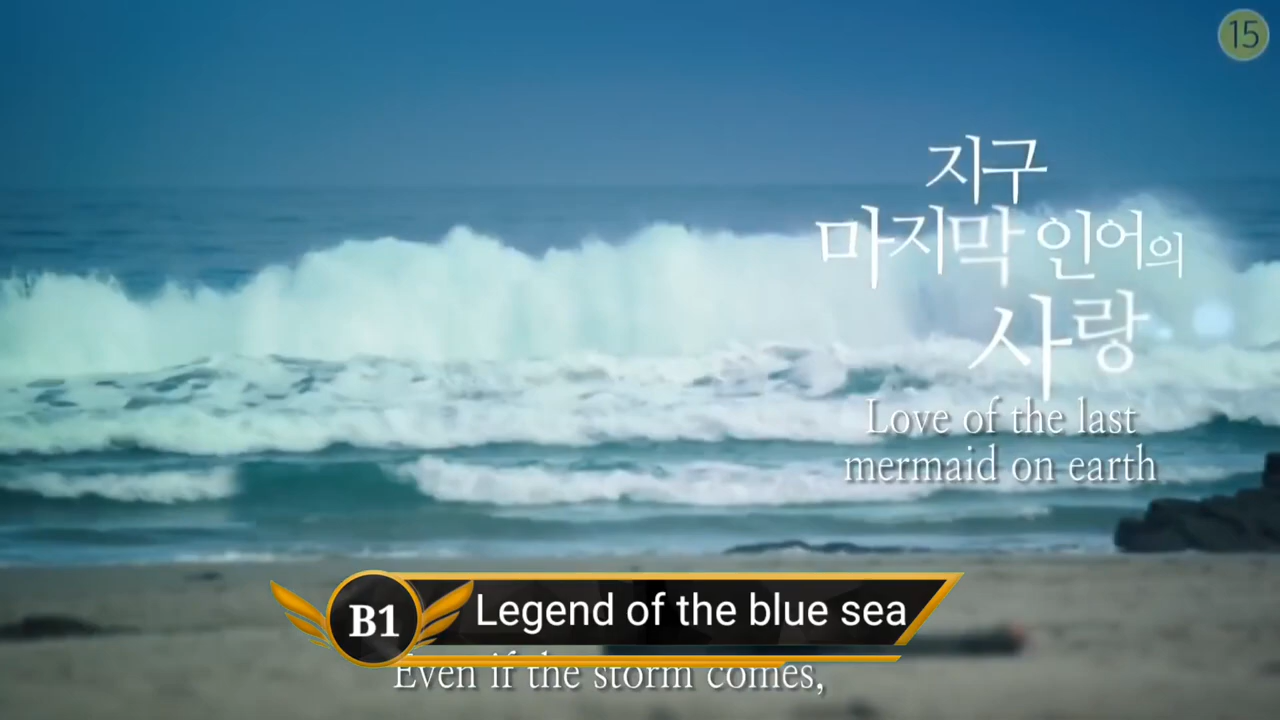 15
지구
마지막 인어의
사랑
Love of the last
mermaid on earth
B1
Legend of the blue sea
Even if the storm comes,